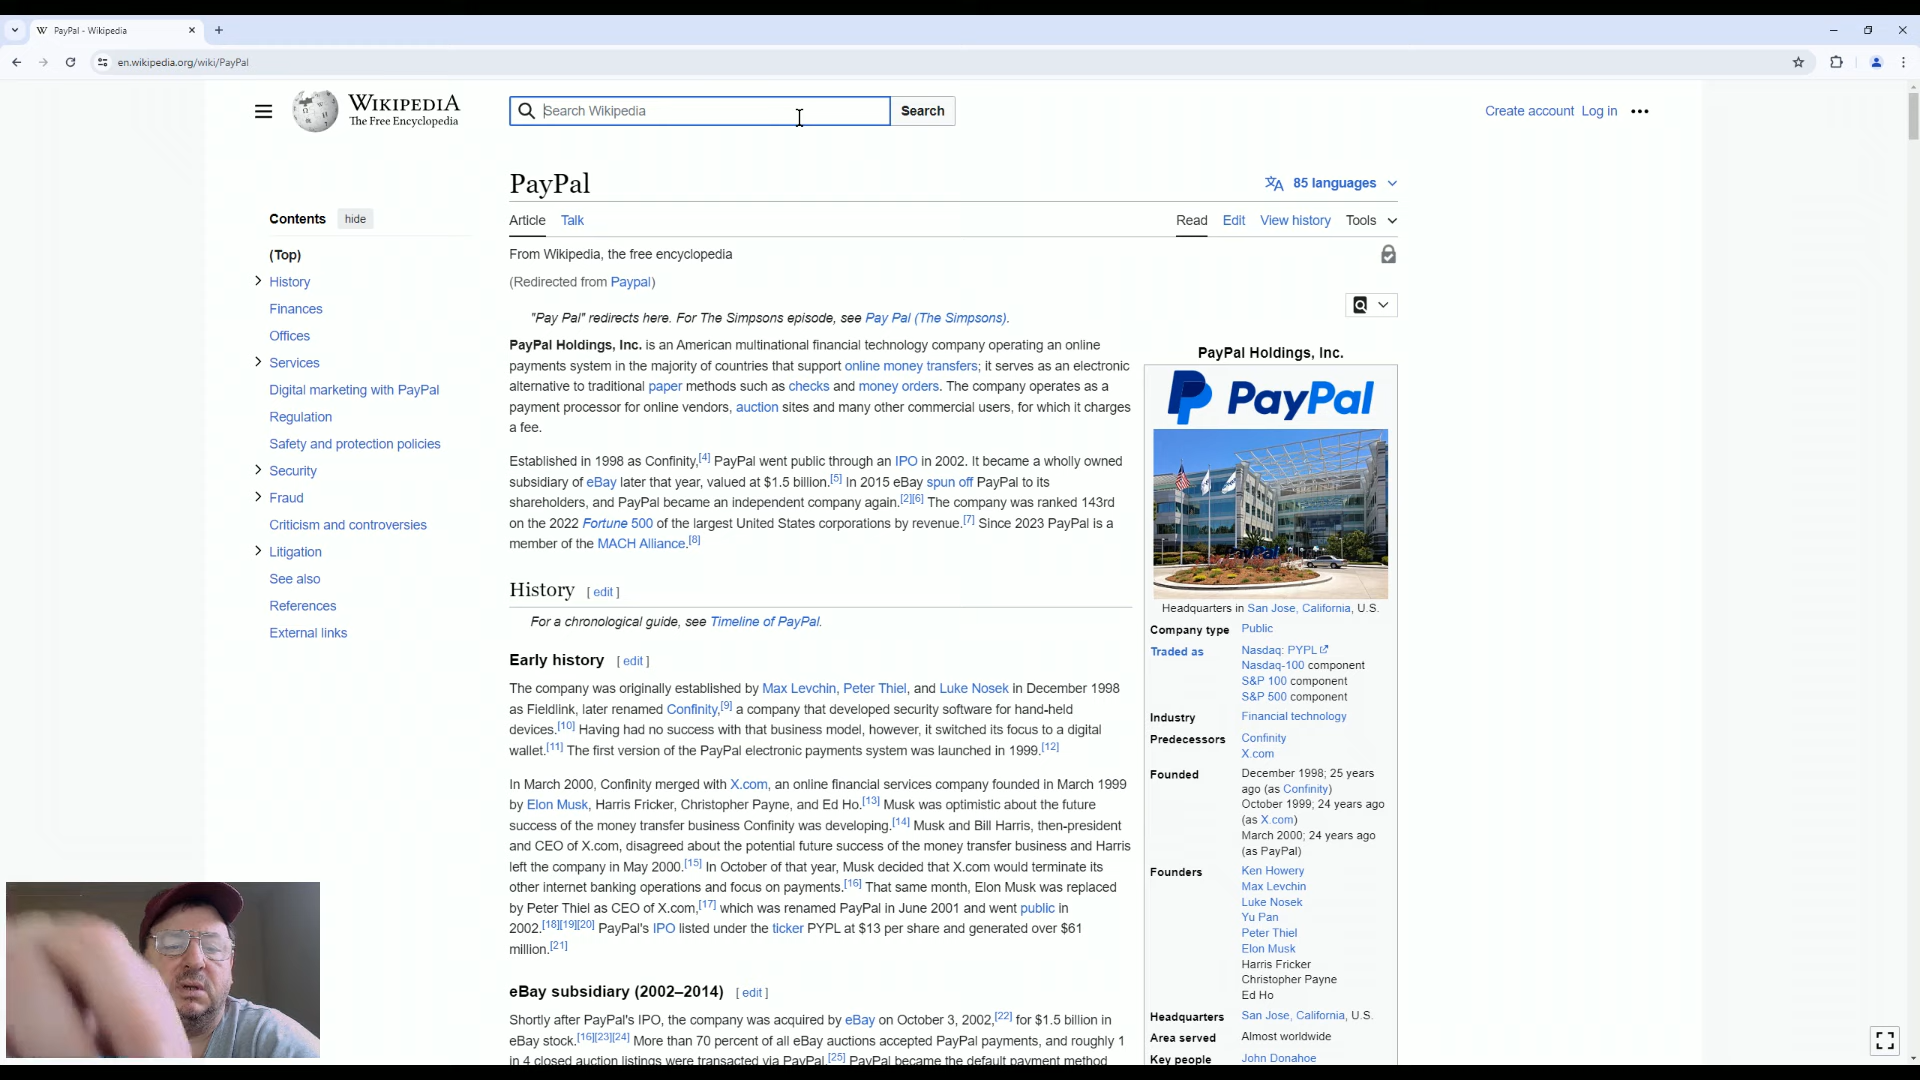 PayPal - Wikipedia
en.wikipedia.org/wiki/PayPal
WIKIPEDIA
The Free Encyclopedia
Search Wikipedia
Search
Create account Log in
PayPal
85 languages
Contents hide
Article Talk
Read Edit View history Tools
(Top)
History
Finances
Offices
Services
Digital marketing with PayPal
Regulation
Safety and protection policies
Security
Fraud
Criticism and controversies
Litigation
See also
References
External links
From Wikipedia, the free encyclopedia
(Redirected from Paypal)
"Pay Pal" redirects here. For The Simpsons episode, see Pay Pal (The Simpsons).
PayPal Holdings, Inc. is an American multinational financial technology company operating an online
payments system in the majority of countries that support online money transfers; it serves as an electronic
alternative to traditional paper methods such as checks and money orders. The company operates as a
payment processor for online vendors, auction sites and many other commercial users, for which it charges
a fee.
Established in 1998 as Confinity,[4] PayPal went public through an IPO in 2002. It became a wholly owned
subsidiary of eBay later that year, valued at $1.5 billion.[5] In 2015 eBay spun off PayPal to its
shareholders, and PayPal became an independent company again.[2][6] The company was ranked 143rd
on the 2022 Fortune 500 of the largest United States corporations by revenue.[7] Since 2023 PayPal is a
member of the MACH Alliance.[8]
History [ edit ]
For a chronological guide, see Timeline of PayPal.
Early history [ edit ]
The company was originally established by Max Levchin, Peter Thiel, and Luke Nosek in December 1998
as Fieldlink, later renamed Confinity,[9] a company that developed security software for hand-held
devices.[10] Having had no success with that business model, however, it switched its focus to a digital
wallet.[11] The first version of the PayPal electronic payments system was launched in 1999.[12]
In March 2000, Confinity merged with X.com, an online financial services company founded in March 1999
by Elon Musk, Harris Fricker, Christopher Payne, and Ed Ho.[13] Musk was optimistic about the future
success of the money transfer business Confinity was developing.[14] Musk and Bill Harris, then-president
and CEO of X.com, disagreed about the potential future success of the money transfer business and Harris
left the company in May 2000.[15] In October of that year, Musk decided that X.com would terminate its
other internet banking operations and focus on payments.[16] That same month, Elon Musk was replaced
by Peter Thiel as CEO of X.com,[17] which was renamed PayPal in June 2001 and went public in
2002.[18][19][20] PayPal's IPO listed under the ticker PYPL at $13 per share and generated over $61
million.[21]
eBay subsidiary (2002–2014) [ edit ]
Shortly after PayPal's IPO, the company was acquired by eBay on October 3, 2002,[22] for $1.5 billion in
eBay stock.[16][23][24] More than 70 percent of all eBay auctions accepted PayPal payments, and roughly 1
in 4 closed auction listings were transacted via PayPal.[25] PayPal became the default payment method
PayPal Holdings, Inc.
PayPal
PayPal
Headquarters in San Jose, California, U.S.
Company type Public
Traded as Nasdaq: PYPL
Nasdaq-100 component
S&P 100 component
S&P 500 component
Industry Financial technology
Predecessors Confinity
X.com
Founded December 1998; 25 years
ago (as Confinity)
October 1999; 24 years ago
(as X.com)
March 2000; 24 years ago
(as PayPal)
Founders Ken Howery
Max Levchin
Luke Nosek
Yu Pan
Peter Thiel
Elon Musk
Harris Fricker
Christopher Payne
Ed Ho
Headquarters San Jose, California, U.S.
Area served Almost worldwide
Key people John Donahoe